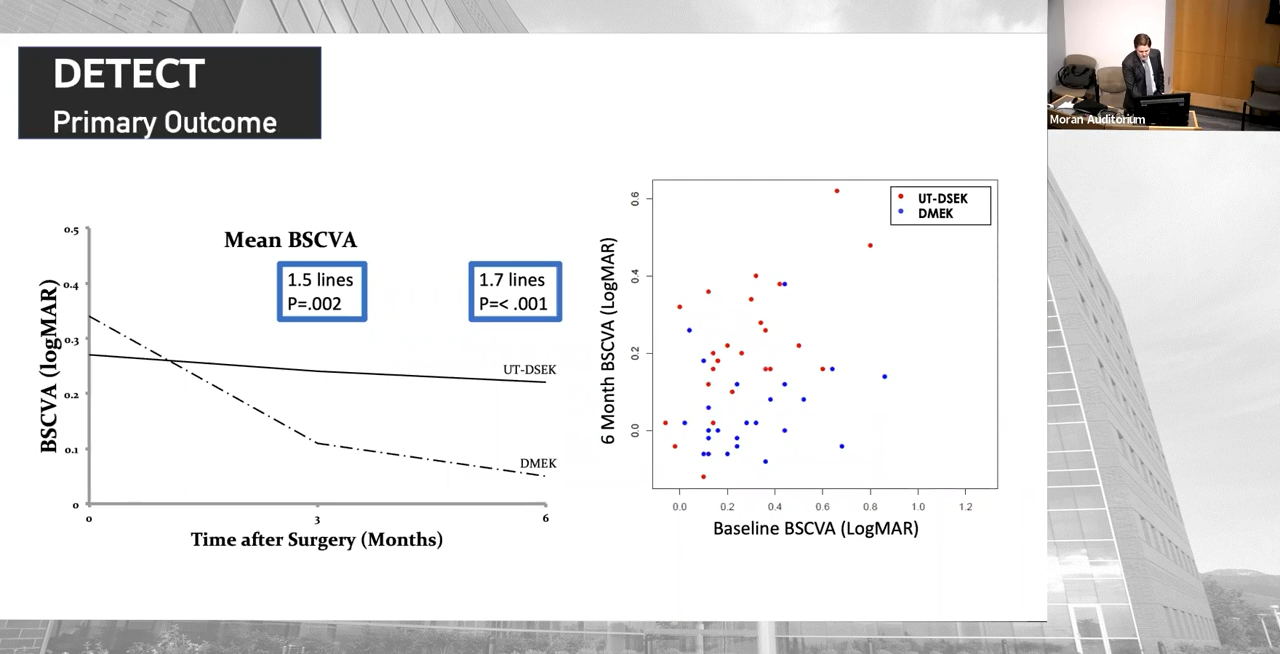 DETECT
Primary Outcome
Moran Auditorium
Mean BSCVA
1.5 lines
P=.002
1.7 lines
P=< .001
BSCVA (logMAR)
0.5
0.4
0.3
0.2
0.1
0
UT-DSEK
DMEK
0
3
6
Time after Surgery (Months)
6 Month BSCVA (LogMAR)
0.6
0.4
0.2
0.0
UT-DSEK
DMEK
0.0
0.2
0.4
0.6
0.8
1.0
1.2
Baseline BSCVA (LogMAR)